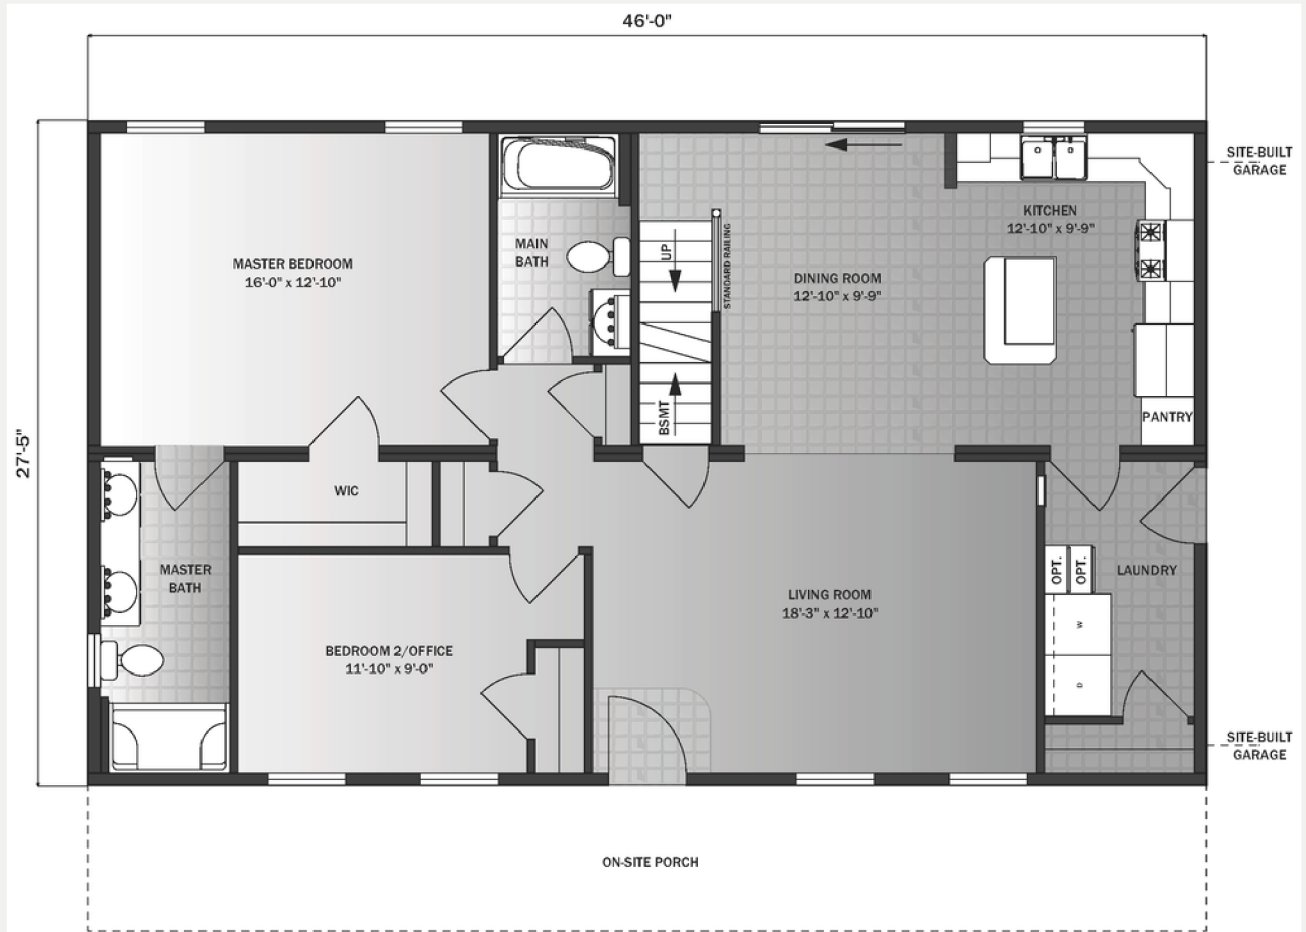 46'-0"
27'-5"
SITE-BUILT
GARAGE
MASTER BEDROOM
16'-0" x 12'-10"
MAIN
BATH
UP
STANDARD RAILING
BSMT
DINING ROOM
12'-10" x 9'-9"
KITCHEN
12'-10" x 9'-9"
PANTRY
WIC
MASTER
BATH
BEDROOM 2/OFFICE
11'-10" x 9'-0"
LIVING ROOM
18'-3" x 12'-10"
OPT.
OPT.
LAUNDRY
W
D
SITE-BUILT
GARAGE
ON-SITE PORCH